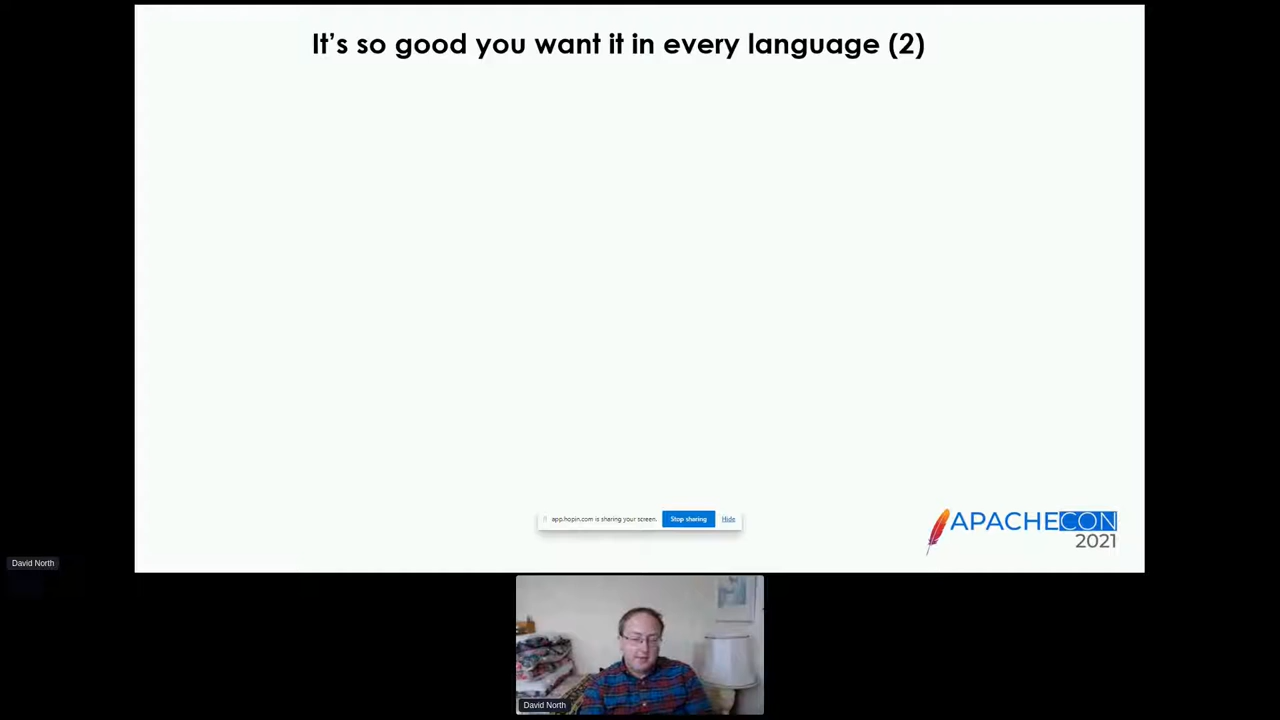 It's so good you want it in every language (2)
app.hopin.com is sharing your screen. Stop sharing Hide
APACHECON
2021
David North
David North